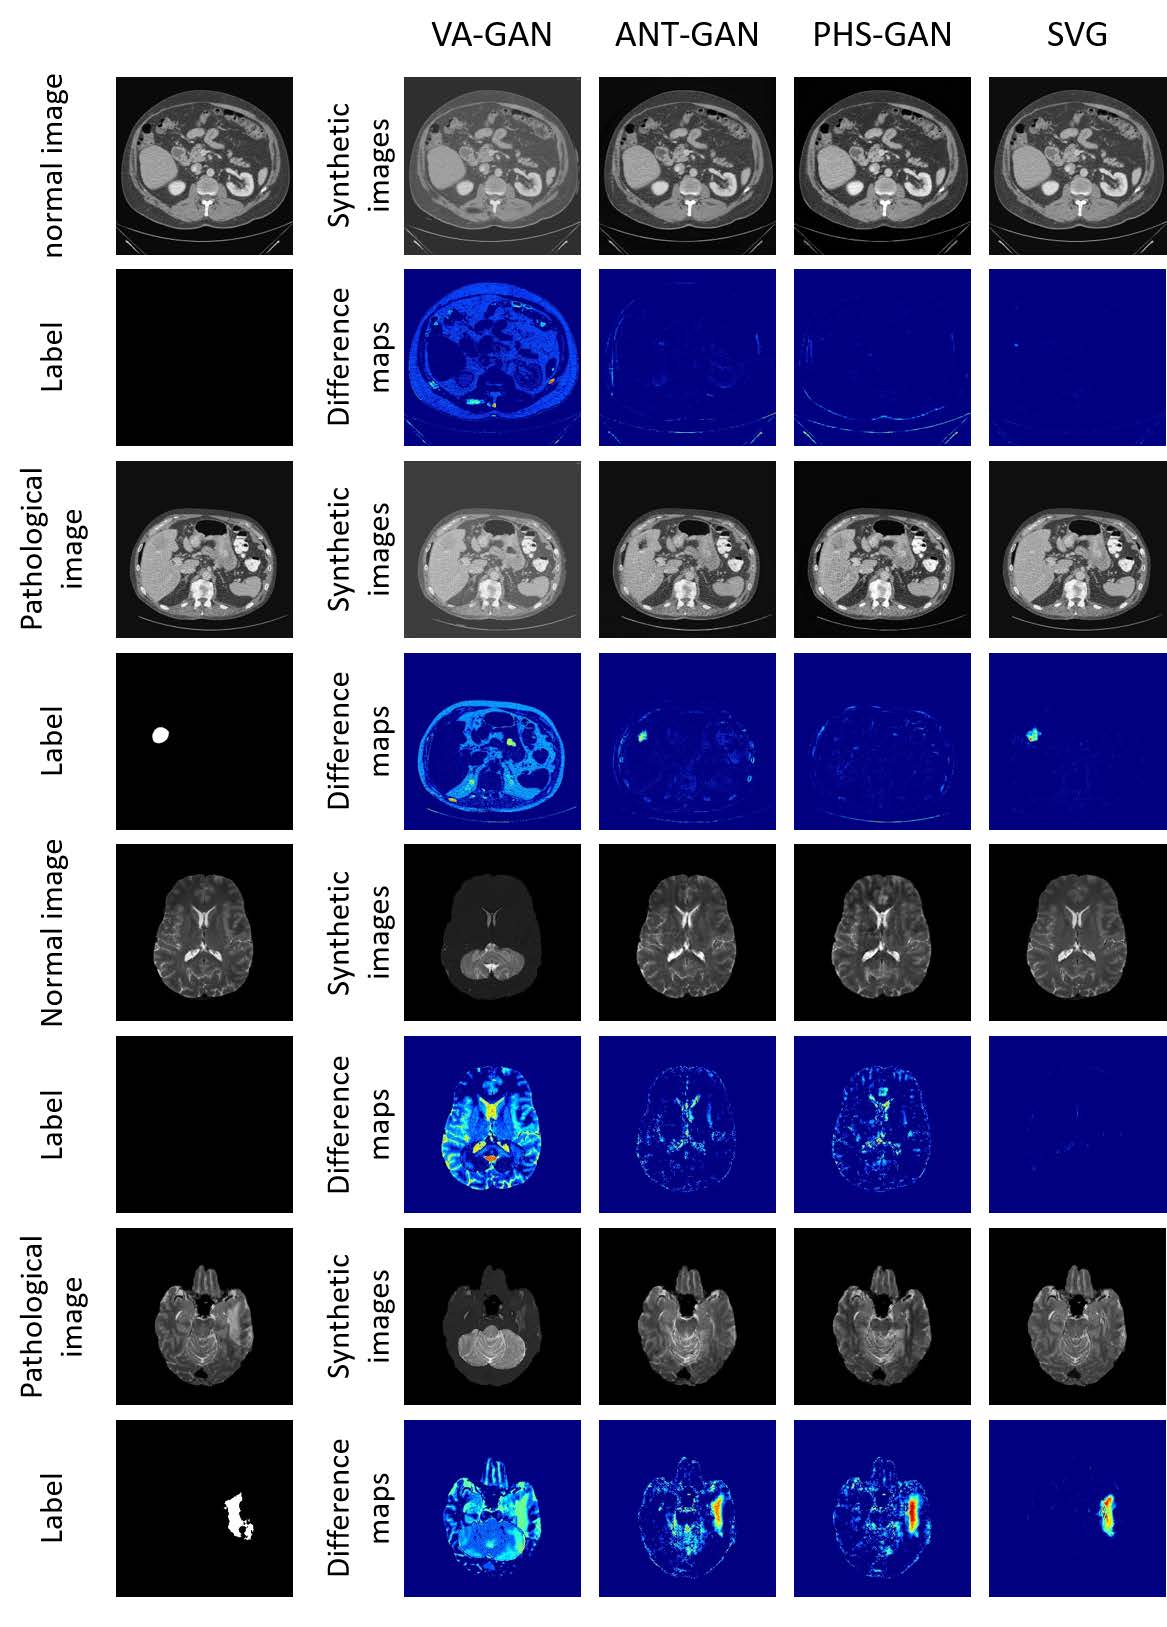 VA-GAN ANT-GAN PHS-GAN SVG
normal image
Synthetic
images
Label
Difference
maps
Pathological
image
Synthetic
images
Label
Difference
maps
Normal image
Synthetic
images
Label
Difference
maps
Pathological
image
Synthetic
images
Label
Difference
maps